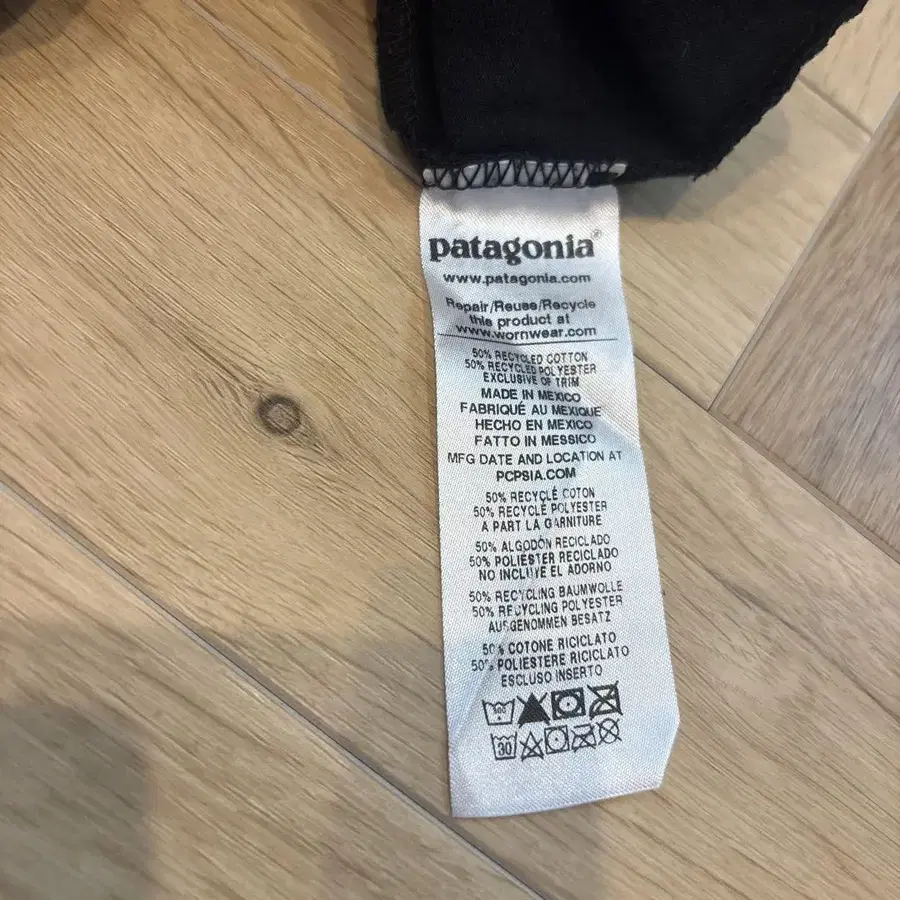 patagonia®
www.patagonia.com
Repair/Reuse/Recycle
this product at
www.wornwear.com
50% RECYCLED COTTON
50% RECYCLED POLYESTER
EXCLUSIVE OF TRIM
MADE IN MEXICO
FABRIQUÉ AU MEXIQUE
HECHO EN MEXICO
FATTO IN MESSICO
MFG DATE AND LOCATION AT
PCPSIA.COM
50% RECYCLÉ COTON
50% RECYCLÉ POLYESTER
A PART LA GARNITURE
50% ALGODÓN RECICLADO
50% POLIÉSTER RECICLADO
NO INCLUYE EL ADORNO
50% RECYCLING BAUMWOLLE
50% RECYCLING POLYESTER
AUSGENOMMEN BESATZ
50% COTONE RICICLATO
50% POLIESTERE RICICLATO
ESCLUSO INSERTO
30